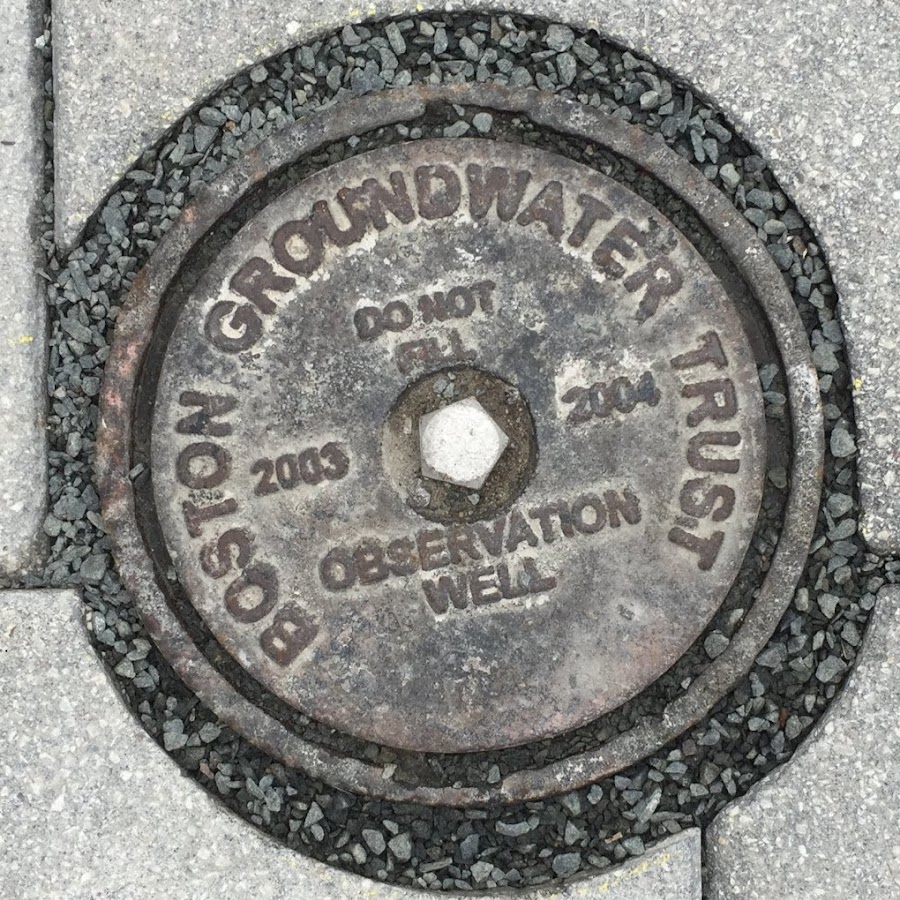 BOSTON GROUNDWATER TRUST
DO NOT
FILL
2003
2004
OBSERVATION
WELL